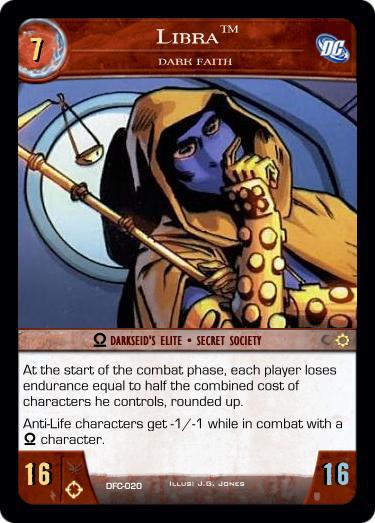 7
LIBRA™
DARK FAITH
DC
Ω DARKSEID'S ELITE • SECRET SOCIETY
At the start of the combat phase, each player loses
endurance equal to half the combined cost of
characters he controls, rounded up.
Anti-Life characters get -1/-1 while in combat with a
Ω character.
16
DFC-020
ILLUS: J.G. JONES
16